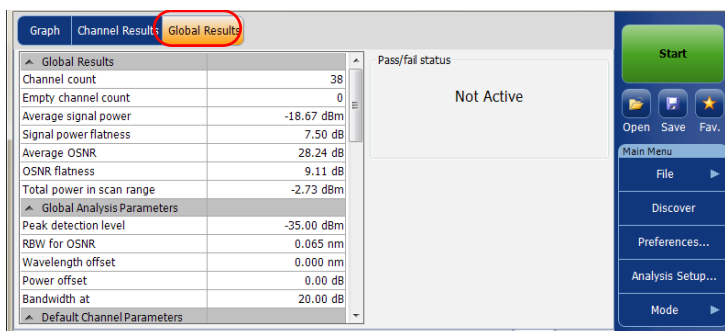 Graph Channel Results Global Results
Global Results
Channel count 38
Empty channel count 0
Average signal power -18.67 dBm
Signal power flatness 7.50 dB
Average OSNR 28.24 dB
OSNR flatness 9.11 dB
Total power in scan range -2.73 dBm
Global Analysis Parameters
Peak detection level -35.00 dBm
RBW for OSNR 0.065 nm
Wavelength offset 0.000 nm
Power offset 0.00 dB
Bandwidth at 20.00 dB
Default Channel Parameters
Pass/fail status
Not Active
Start
Open Save Fav.
Main Menu
File
Discover
Preferences...
Analysis Setup...
Mode